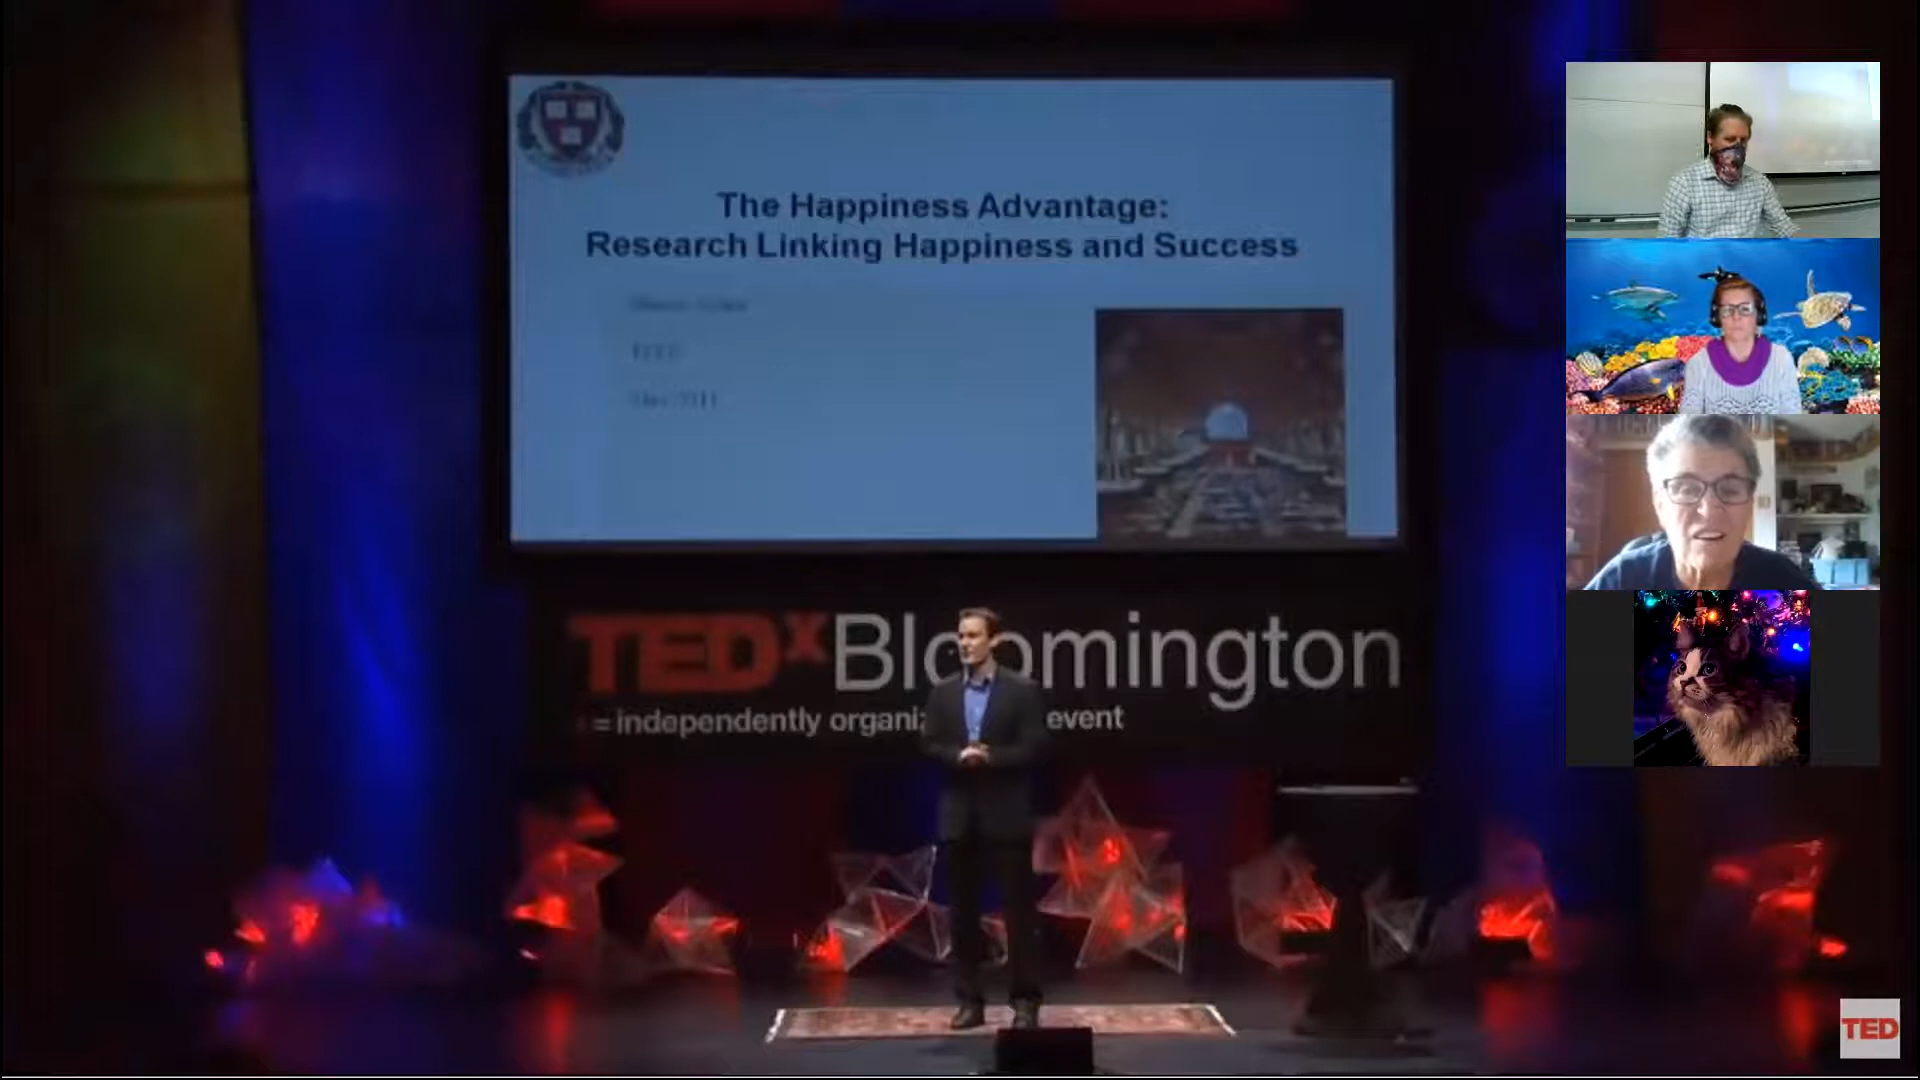 The Happiness Advantage:
Research Linking Happiness and Success
TEDxBloomington
= independently organi event
TED